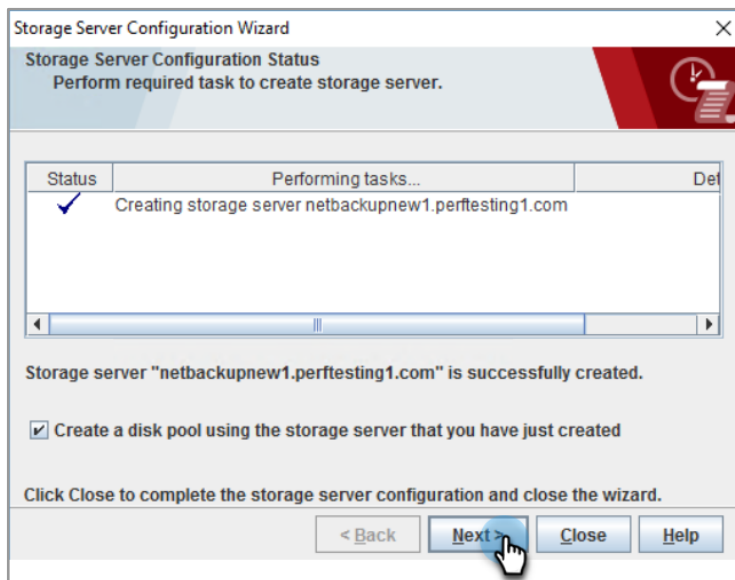 Storage Server Configuration Wizard
Storage Server Configuration Status
Perform required task to create storage server.
Status Performing tasks... Det
Creating storage server netbackupnew1.perftesting1.com
Storage server "netbackupnew1.perftesting1.com" is successfully created.
Create a disk pool using the storage server that you have just created
Click Close to complete the storage server configuration and close the wizard.
< Back Next > Close Help